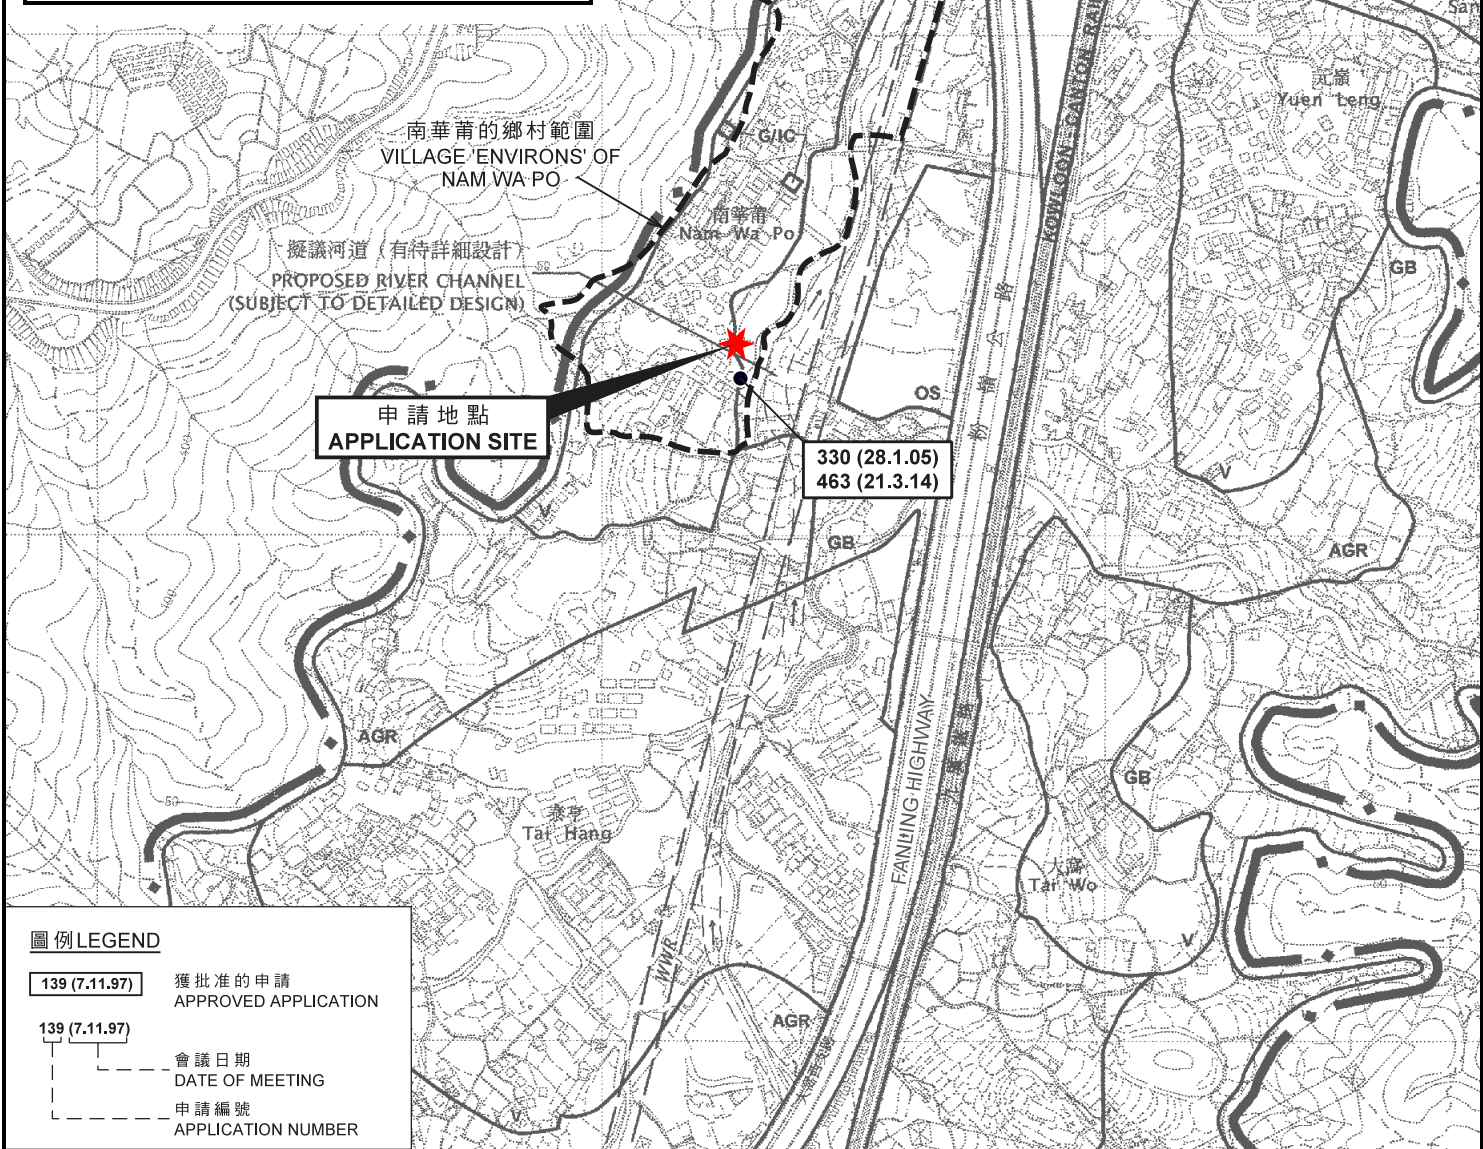 San
元嶺
Yuen Leng
KOWLOON-CANTON RAI
南華莆的鄉村範圍
VILLAGE 'ENVIRONS' OF
NAM WA PO
G/IC
南華莆
Nam Wa Po
擬議河道（有待詳細設計）
PROPOSED RIVER CHANNEL
(SUBJECT TO DETAILED DESIGN)
50
GB
粉嶺公路
OS
申請地點
APPLICATION SITE
330 (28.1.05)
463 (21.3.14)
V
V
GB
AGR
100
AGR
FANLING HIGHWAY
GB
50
泰亨
Tai Hang
大窩
Tai Wo
V
WWR
AGR
V
圖例 LEGEND
139 (7.11.97)
獲批准的申請
APPROVED APPLICATION
139 (7.11.97)
會議日期
DATE OF MEETING
申請編號
APPLICATION NUMBER